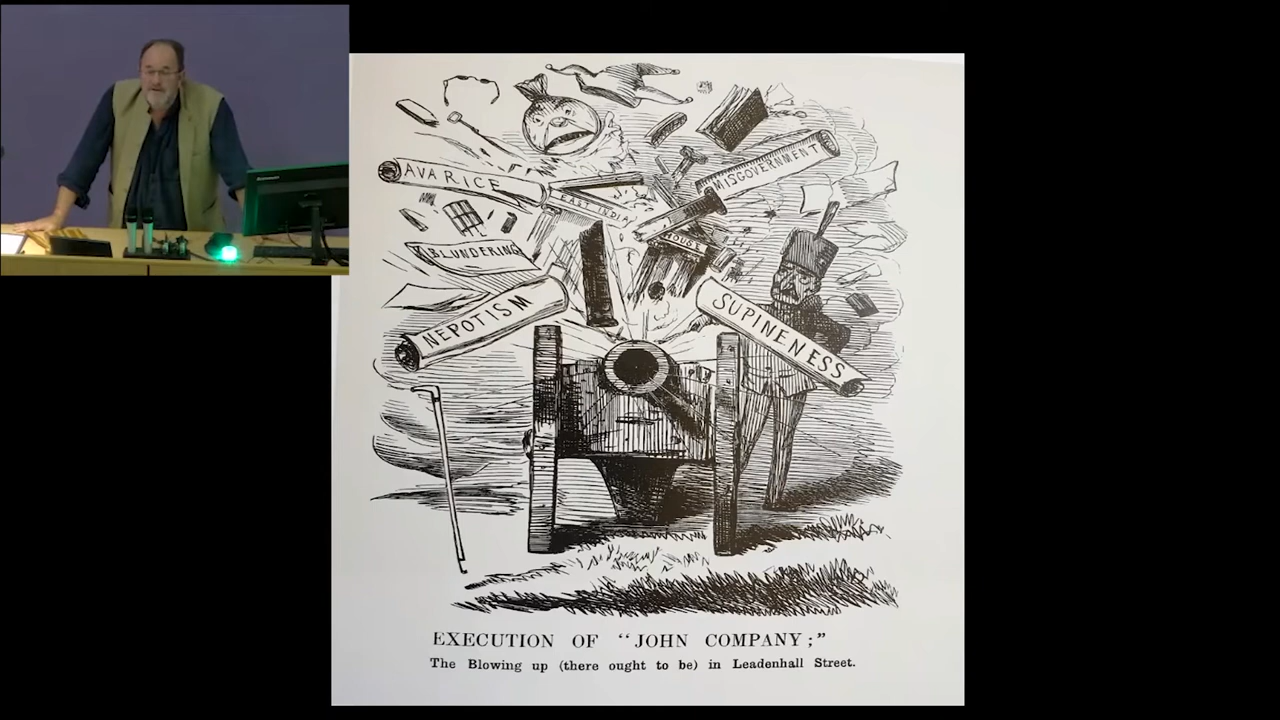 AVARICE
MISGOVERNMENT
EAST INDIA
BLUNDERING
NEPOTISM
SUPINENESS
EXECUTION OF “JOHN COMPANY;”
The Blowing up (there ought to be) in Leadenhall Street.